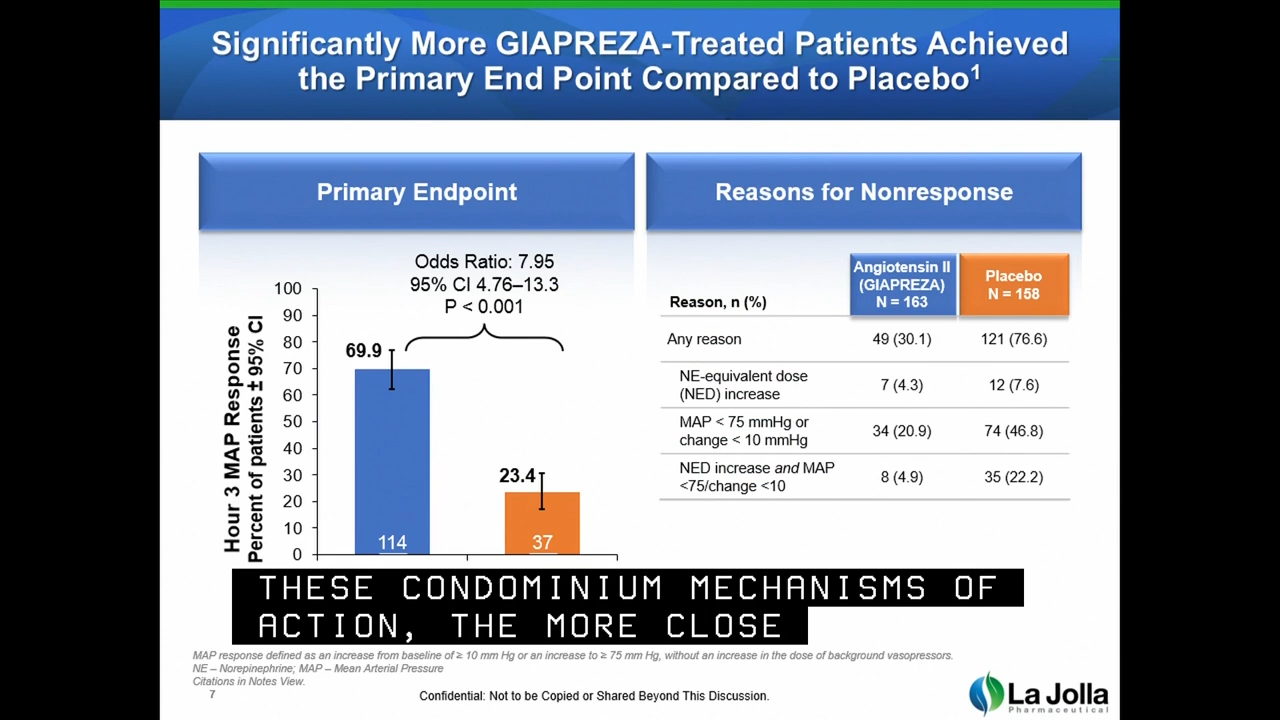 Significantly More GIAPREZA-Treated Patients Achieved
the Primary End Point Compared to Placebo1
Primary Endpoint
Odds Ratio: 7.95
95% CI 4.76–13.3
P < 0.001
Hour 3 MAP Response
Percent of patients ± 95% CI
100
90
80
70
60
50
40
30
20
10
0
69.9
23.4
114
37
Reasons for Nonresponse
Reason, n (%)
Angiotensin II
(GIAPREZA)
N = 163
Placebo
N = 158
Any reason 49 (30.1) 121 (76.6)
NE-equivalent dose
(NED) increase 7 (4.3) 12 (7.6)
MAP < 75 mmHg or
change < 10 mmHg 34 (20.9) 74 (46.8)
NED increase and MAP
<75/change <10 8 (4.9) 35 (22.2)
THESE CONDOMINIUM MECHANISMS OF
ACTION, THE MORE CLOSE
MAP response defined as an increase from baseline of ≥ 10 mm Hg or an increase to ≥ 75 mm Hg, without an increase in the dose of background vasopressors.
NE – Norepinephrine; MAP – Mean Arterial Pressure
Citations in Notes View.
7
Confidential: Not to be Copied or Shared Beyond This Discussion.
La Jolla
Pharmaceutical